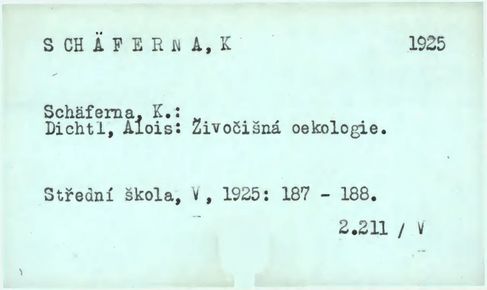 SCHÄFERNA, K 1925
Schäferna, K.:
Dichtl, Alois: Živočišná oekologie.
Střední škola, V, 1925: 187 - 188.
2.211 / V